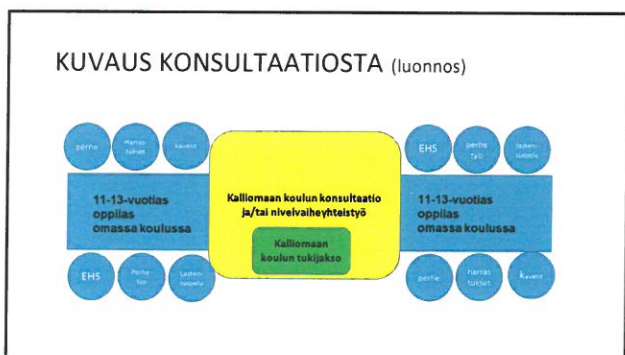 KUVAUS KONSULTAATIOSTA (luonnos)
perhe
Harras-
tukset
kaverit
11-13-vuotias
oppilas
omassa koulussa
EHS
Perhe
Työ
Lasten-
suojelu
Kalliomaan koulun konsultaatio
ja/tai nivelvaiheyhteistyö
Kalliomaan
koulun tukijakso
EHS
perhe
Työ
lasten-
suojelu
11-13-vuotias
oppilas
omassa koulussa
perhe
harras
tukset
kaverit